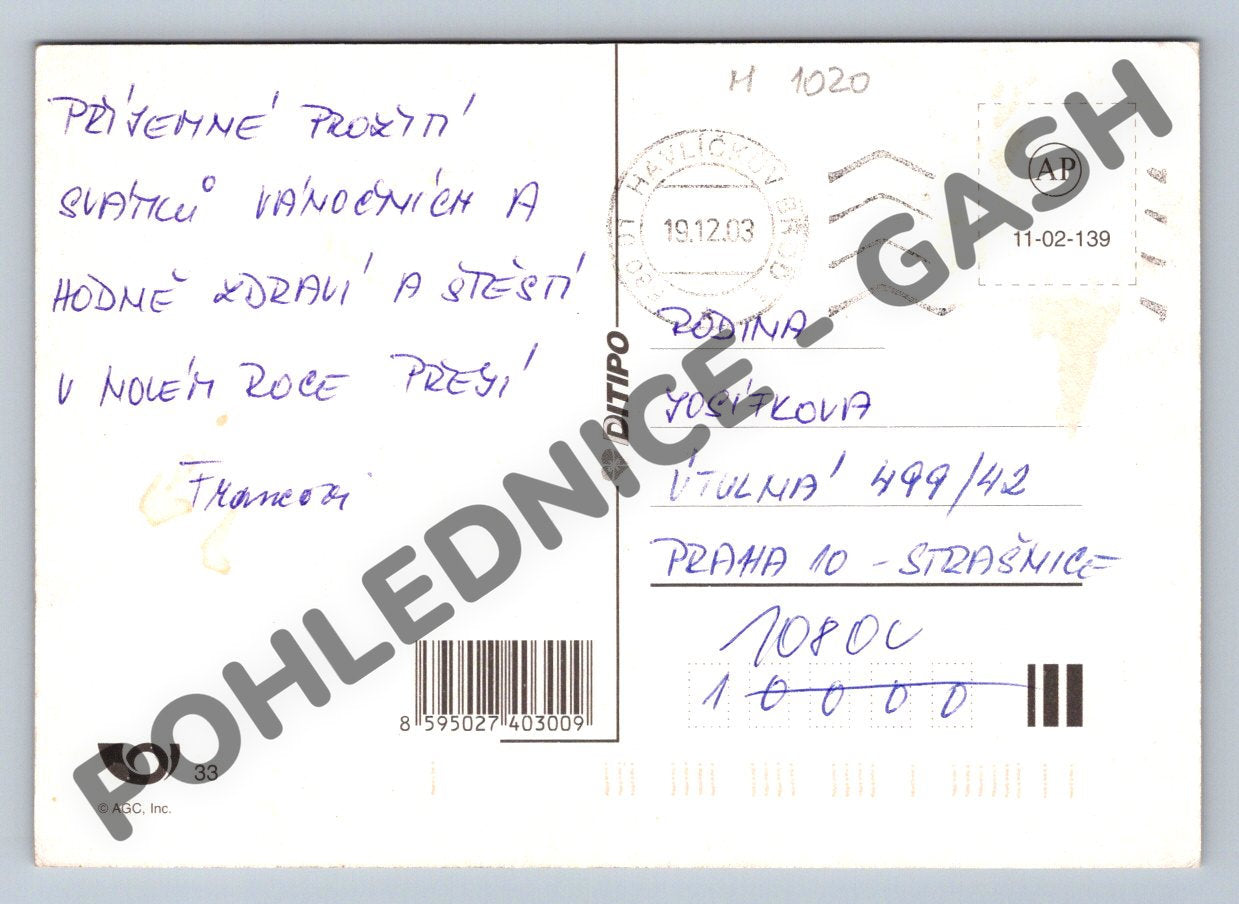 PŘÍJEMNÉ PROŽITÍ
SVÁTKŮ VÁNOČNÍCH A
HODNĚ ZDRAVÍ A ŠTĚSTÍ
V NOVÉM ROCE PŘEJÍ
Francovi
M 1020
HAVLÍČKŮV BROD
19.12.03
AP
11-02-139
RODINA
JOSÍFKOVA
ÚTULNÁ 499/42
PRAHA 10 - STRAŠNICE
10800
10000
DITIPO
8 595027 403009
33
© AGC, Inc.
POHLEDNICE - GASH